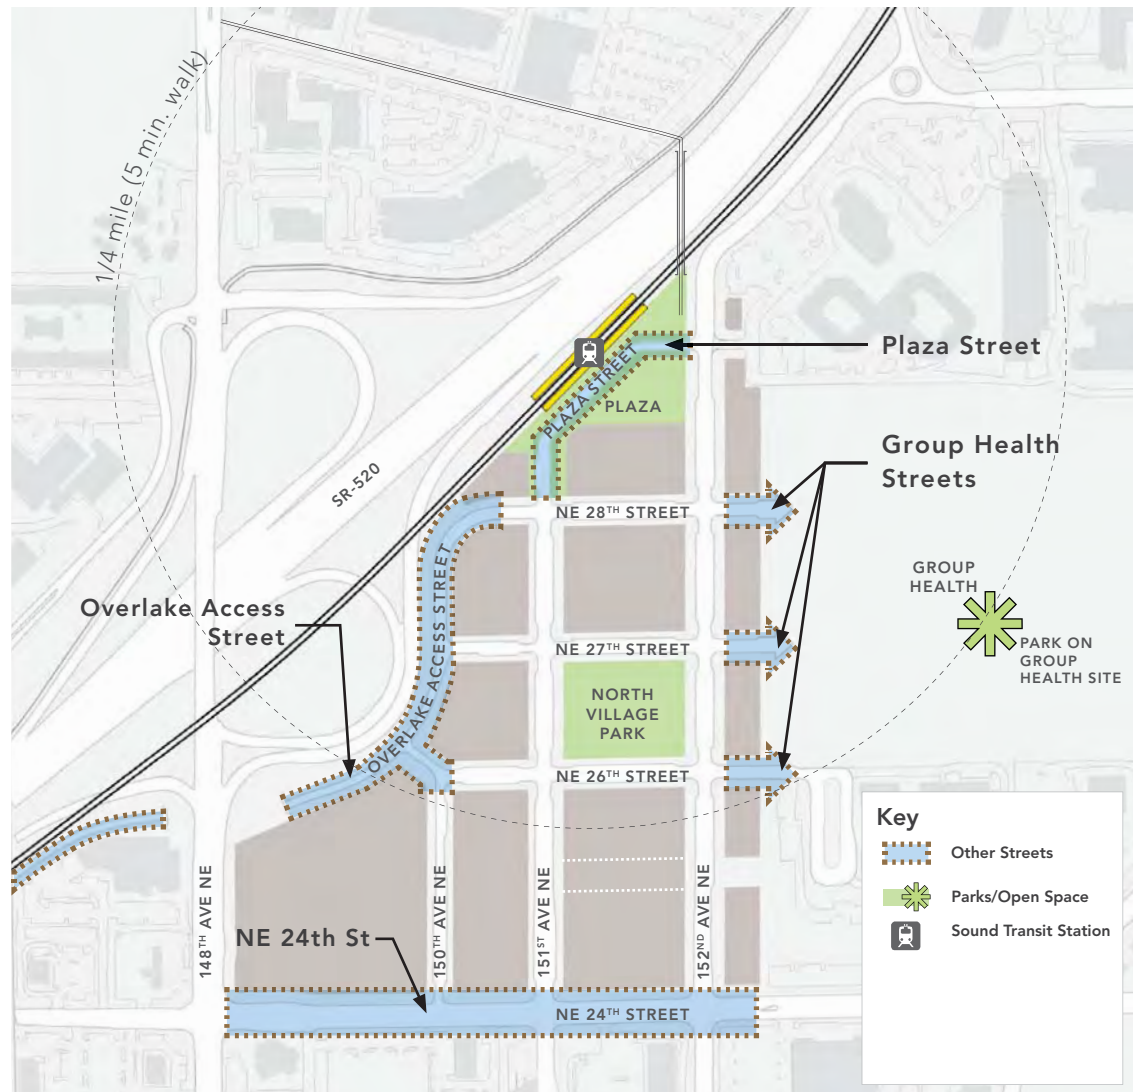 1/4 mile (5 min. walk)
Plaza Street
PLAZA STREET
PLAZA
SR-520
Group Health
Streets
NE 28TH STREET
GROUP
HEALTH
Overlake Access
Street
OVERLAKE ACCESS STREET
NE 27TH STREET
PARK ON
GROUP
HEALTH SITE
NORTH
VILLAGE
PARK
NE 26TH STREET
Key
Other Streets
Parks/Open Space
Sound Transit Station
148TH AVE NE
150TH AVE NE
151ST AVE NE
152ND AVE NE
NE 24th St
NE 24TH STREET